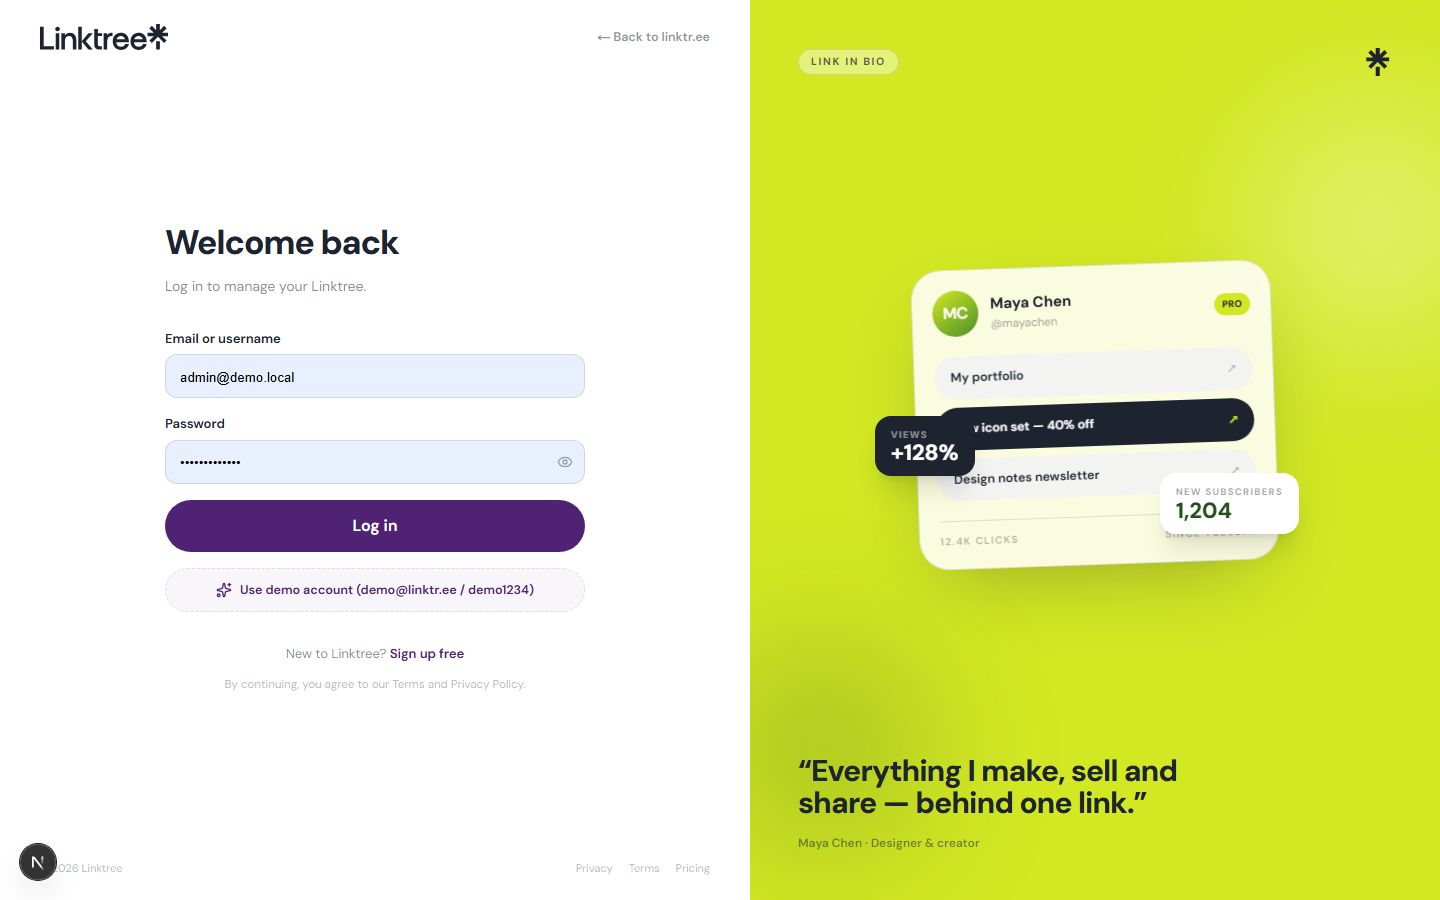 Linktree
← Back to linktr.ee
Welcome back
Log in to manage your Linktree.
Email or username
admin@demo.local
Password
•••••••••••••
Log in
Use demo account (demo@linktr.ee / demo1234)
New to Linktree? Sign up free
By continuing, you agree to our Terms and Privacy Policy.
N
2026 Linktree
Privacy Terms Pricing
LINK IN BIO
MC
Maya Chen
@mayachen
PRO
My portfolio ↗
icon set — 40% off ↗
VIEWS
+128%
Design notes newsletter ↗
NEW SUBSCRIBERS
1,204
12.4K CLICKS
SINCE
“Everything I make, sell and
share — behind one link.”
Maya Chen · Designer & creator